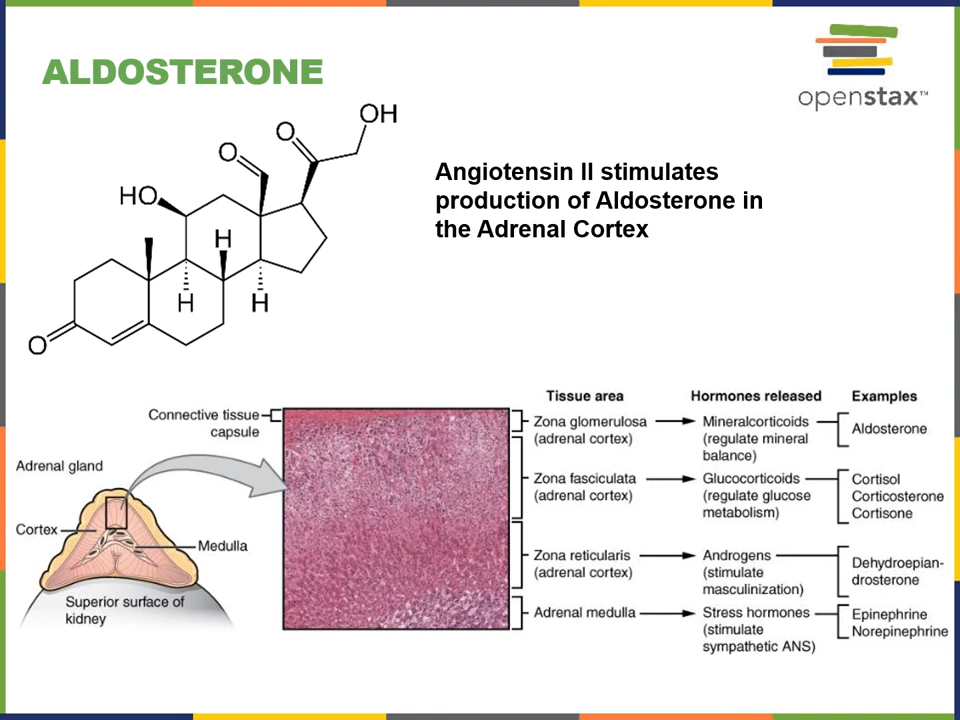 ALDOSTERONE
openstax™
OH
O
O
HO
H
H
H
O
Angiotensin II stimulates
production of Aldosterone in
the Adrenal Cortex
Connective tissue
capsule
Adrenal gland
Cortex
Medulla
Superior surface of
kidney
Tissue area
Hormones released
Examples
Zona glomerulosa
(adrenal cortex)
Mineralcorticoids
(regulate mineral
balance)
Aldosterone
Zona fasciculata
(adrenal cortex)
Glucocorticoids
(regulate glucose
metabolism)
Cortisol
Corticosterone
Cortisone
Zona reticularis
(adrenal cortex)
Androgens
(stimulate
masculinization)
Dehydroepian-
drosterone
Adrenal medulla
Stress hormones
(stimulate
sympathetic ANS)
Epinephrine
Norepinephrine